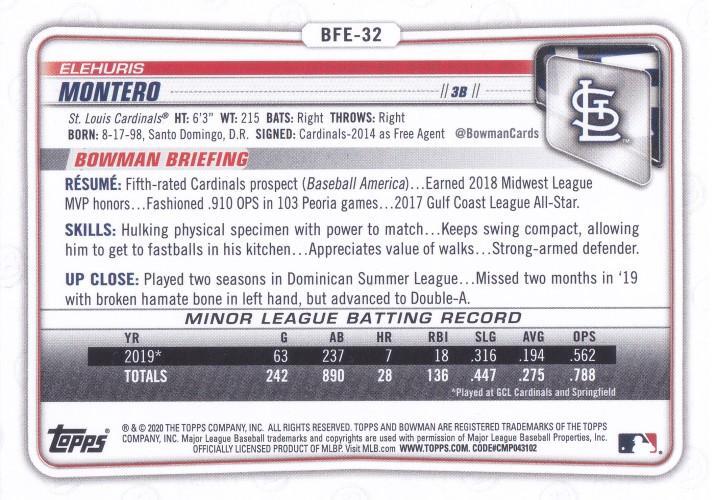 BFE-32
ELEHURIS
MONTERO // 3B //
St. Louis Cardinals® HT: 6'3" WT: 215 BATS: Right THROWS: Right
BORN: 8-17-98, Santo Domingo, D.R. SIGNED: Cardinals-2014 as Free Agent @BowmanCards
STL
TM
BOWMAN BRIEFING
RÉSUMÉ: Fifth-rated Cardinals prospect (Baseball America)...Earned 2018 Midwest League
MVP honors...Fashioned .910 OPS in 103 Peoria games...2017 Gulf Coast League All-Star.
SKILLS: Hulking physical specimen with power to match...Keeps swing compact, allowing
him to get to fastballs in his kitchen...Appreciates value of walks...Strong-armed defender.
UP CLOSE: Played two seasons in Dominican Summer League...Missed two months in '19
with broken hamate bone in left hand, but advanced to Double-A.
MINOR LEAGUE BATTING RECORD
YR G AB HR RBI SLG AVG OPS
2019* 63 237 7 18 .316 .194 .562
TOTALS 242 890 28 136 .447 .275 .788
*Played at GCL Cardinals and Springfield
Topps
® & © 2020 THE TOPPS COMPANY, INC. ALL RIGHTS RESERVED. TOPPS AND BOWMAN ARE REGISTERED TRADEMARKS OF THE TOPPS
COMPANY, INC. Major League Baseball trademarks and copyrights are used with permission of Major League Baseball Properties, Inc.
OFFICIALLY LICENSED PRODUCT OF MLBP. Visit MLB.com WWW.TOPPS.COM. CODE#CMP043102